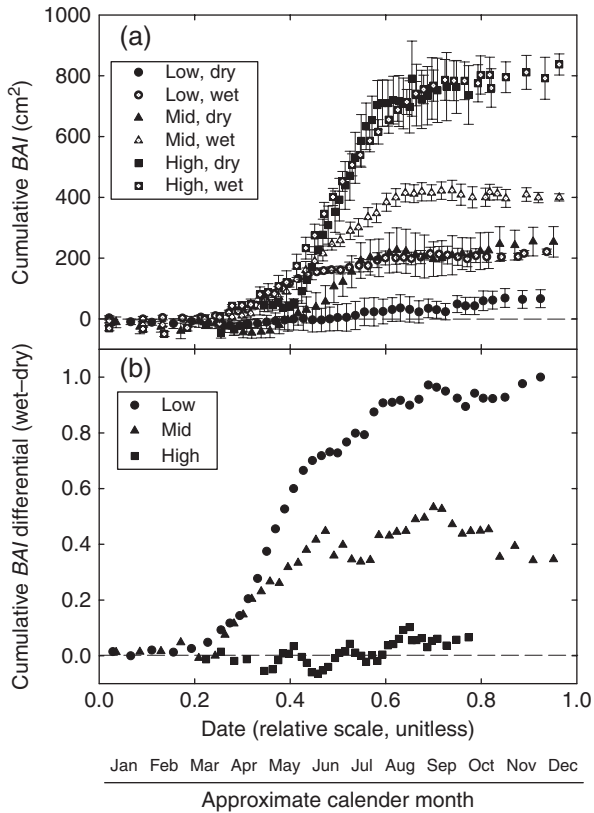 1000
(a)
800
600
400
200
0
Cumulative BAI (cm²)
Low, dry
Low, wet
Mid, dry
Mid, wet
High, dry
High, wet
(b)
1.0
0.8
0.6
0.4
0.2
0.0
Cumulative BAI differential (wet–dry)
Low
Mid
High
0.0 0.2 0.4 0.6 0.8 1.0
Date (relative scale, unitless)
Jan Feb Mar Apr May Jun Jul Aug Sep Oct Nov Dec
Approximate calender month